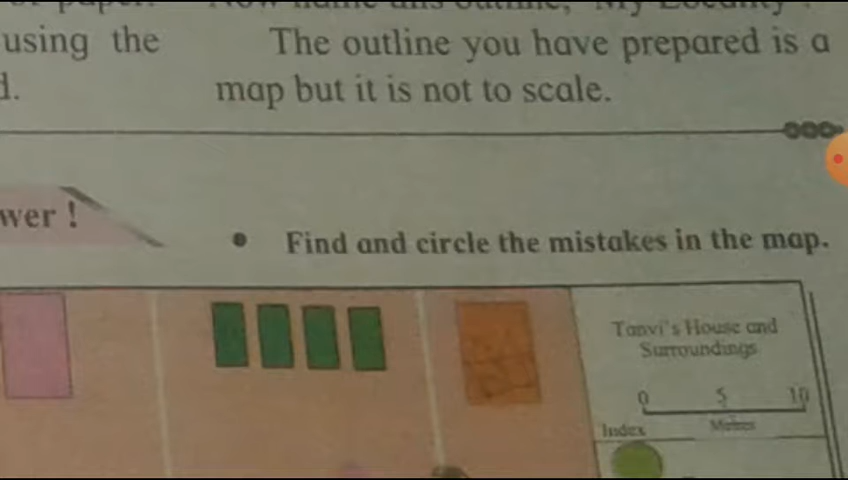 using the
d.
The outline you have prepared is a
map but it is not to scale.
wer !
• Find and circle the mistakes in the map.
Tanvi's House and
Surroundings
0 5 10
Metres
Index